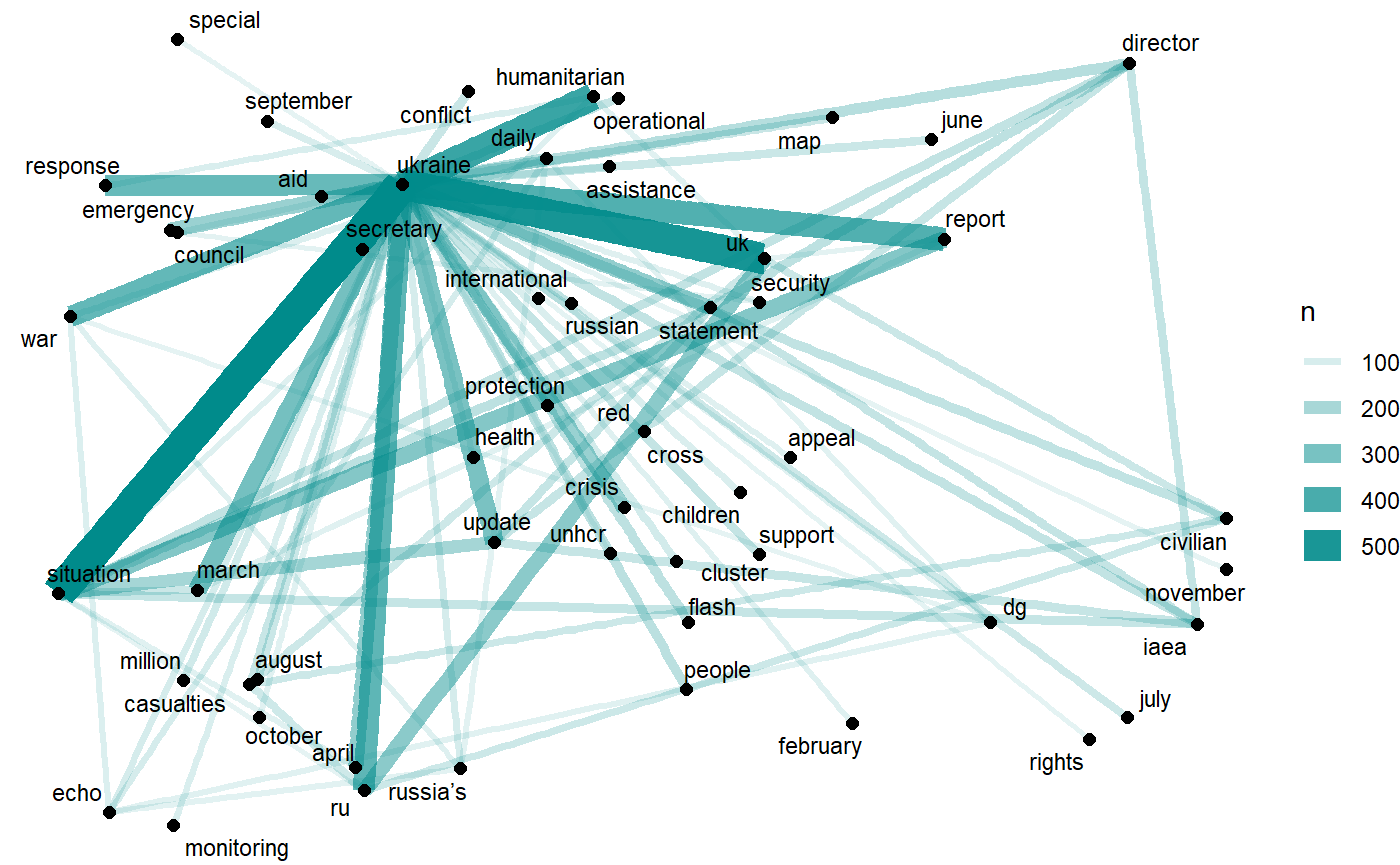 special
director
humanitarian
september
conflict
operational
june
daily
map
response
ukraine
aid
assistance
emergency
report
secretary
uk
council
international
security
russian
statement
n
war
100
protection
200
red
health
appeal
cross
300
crisis
children
400
update
unhcr
support
civilian
500
situation
march
cluster
november
flash
dg
iaea
million
august
people
casualties
july
october
february
april
rights
echo
ru
russia’s
monitoring